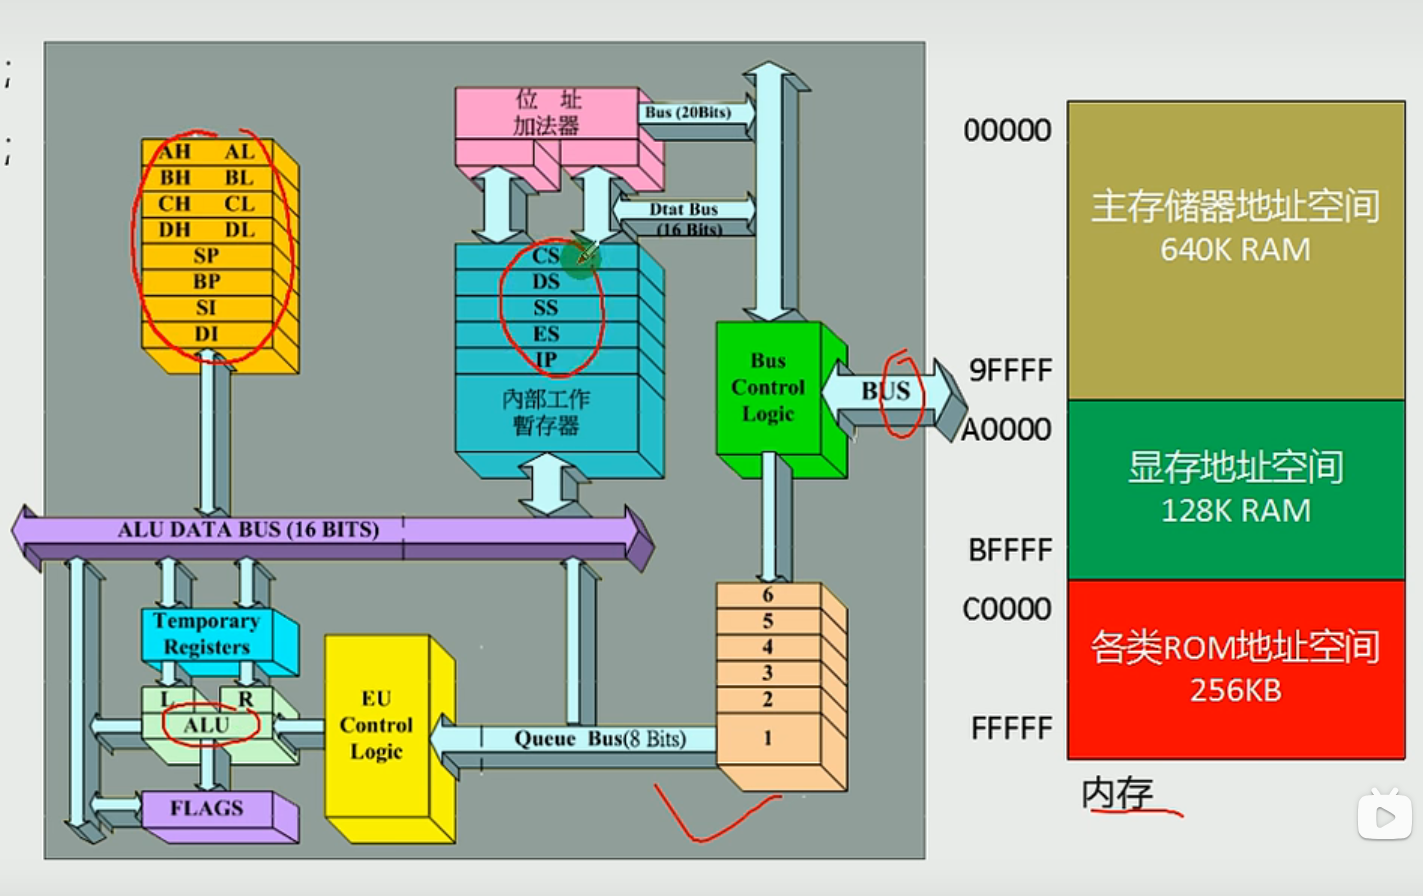 ;
;
AH AL
BH BL
CH CL
DH DL
SP
BP
SI
DI
位 址
加法器
Bus (20Bits)
Dtat Bus
(16 Bits)
CS
DS
SS
ES
IP
內部工作
暫存器
Bus
Control
Logic
BUS
ALU DATA BUS (16 BITS)
Temporary
Registers
L R
ALU
FLAGS
EU
Control
Logic
Queue Bus(8 Bits)
6
5
4
3
2
1
00000
主存储器地址空间
640K RAM
9FFFF
A0000
显存地址空间
128K RAM
BFFFF
C0000
各类ROM地址空间
256KB
FFFFF
内存